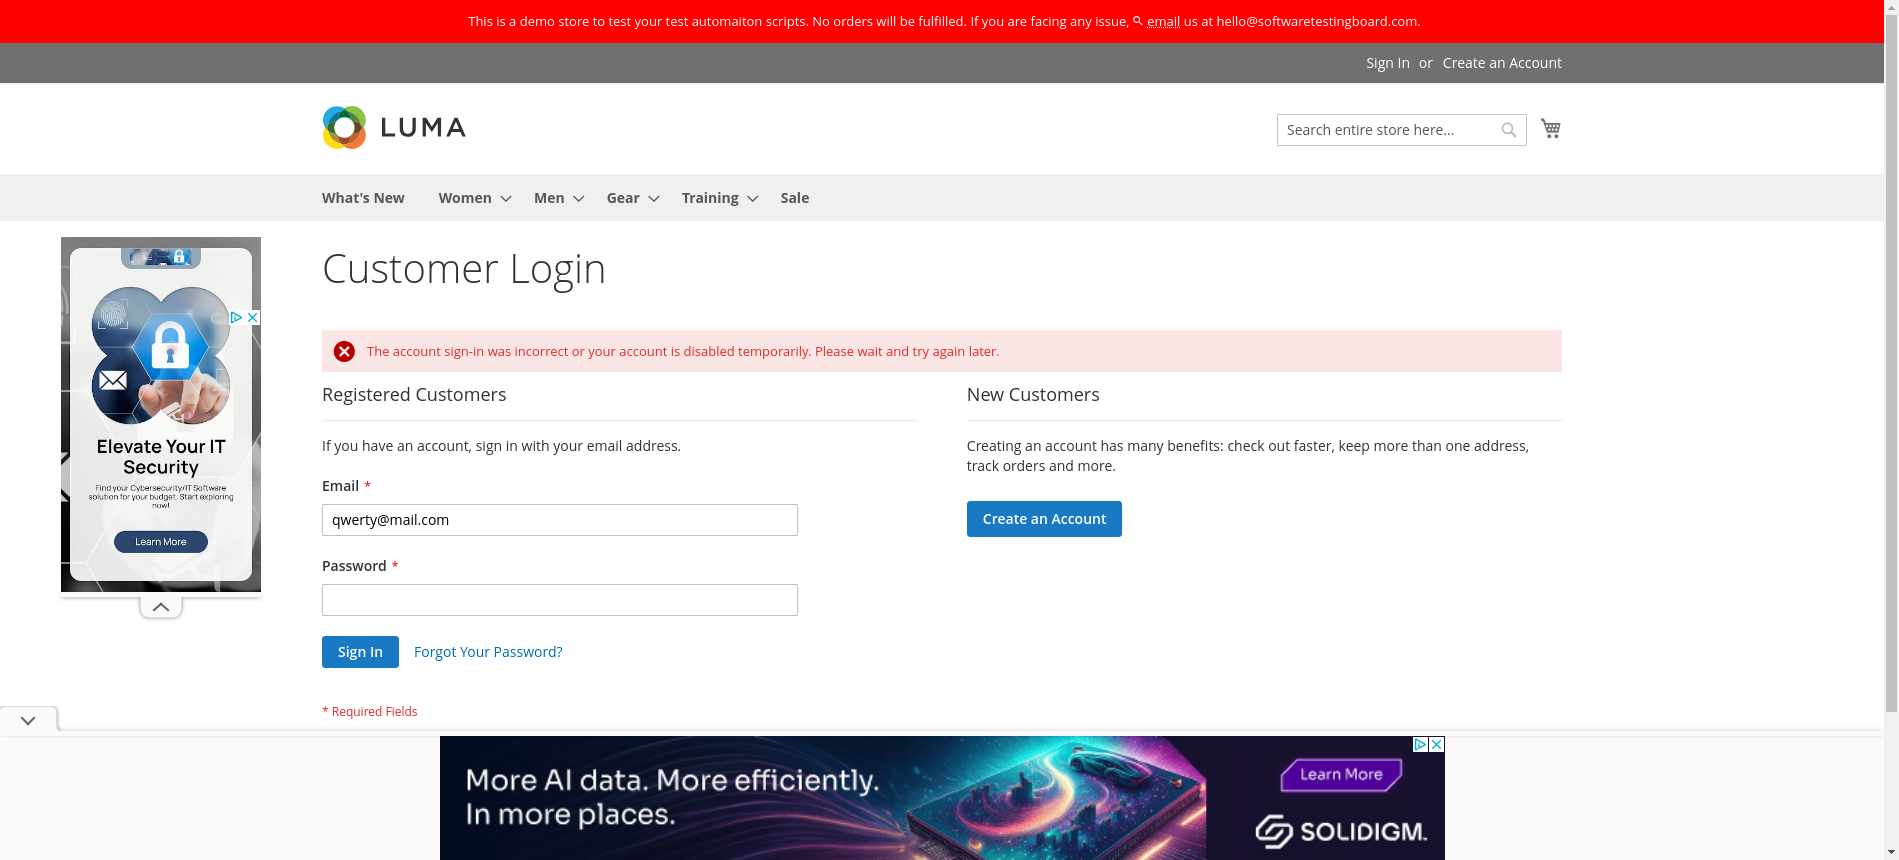 This is a demo store to test your test automaiton scripts. No orders will be fulfilled. If you are facing any issue, email us at hello@softwaretestingboard.com.
Sign In or Create an Account
LUMA
Search entire store here...
What's New Women Men Gear Training Sale
Customer Login
The account sign-in was incorrect or your account is disabled temporarily. Please wait and try again later.
Registered Customers
If you have an account, sign in with your email address.
Email *
qwerty@mail.com
Password *
Sign In Forgot Your Password?
* Required Fields
New Customers
Creating an account has many benefits: check out faster, keep more than one address,
track orders and more.
Create an Account
Elevate Your IT
Security
Find your Cybersecurity/IT Software
solution for your budget. Start exploring
now!
Learn More
More AI data. More efficiently.
In more places.
Learn More
SOLIDIGM.